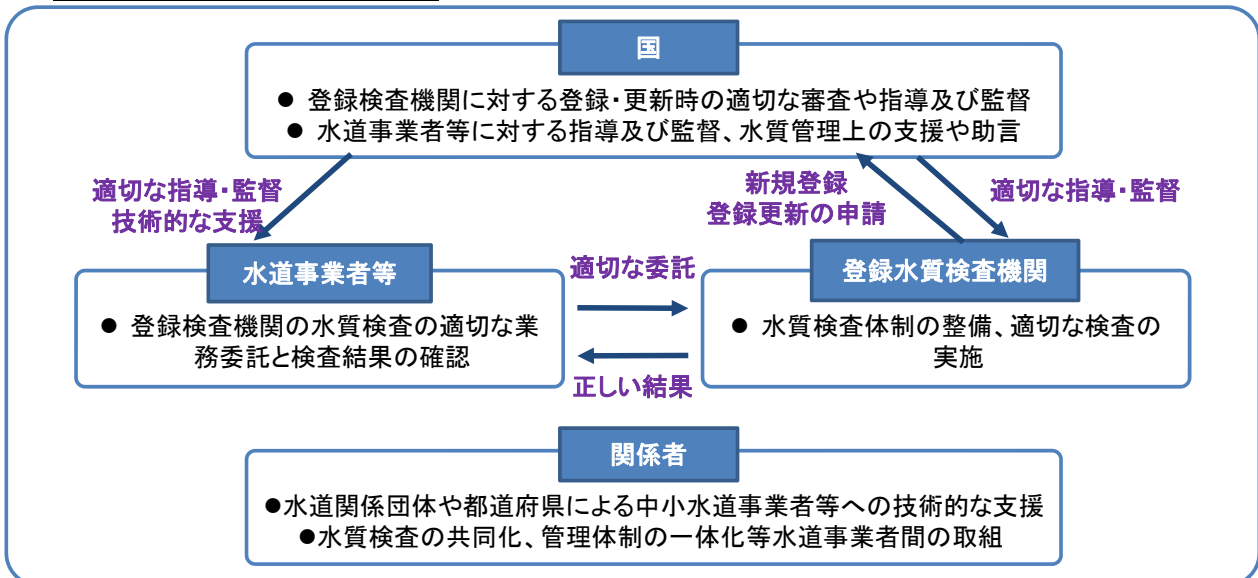 国
● 登録検査機関に対する登録・更新時の適切な審査や指導及び監督
● 水道事業者等に対する指導及び監督、水質管理上の支援や助言
適切な指導・監督
技術的な支援
新規登録
登録更新の申請
適切な指導・監督
水道事業者等
● 登録検査機関の水質検査の適切な業
務委託と検査結果の確認
適切な委託
正しい結果
登録水質検査機関
● 水質検査体制の整備、適切な検査の
実施
関係者
●水道関係団体や都道府県による中小水道事業者等への技術的な支援
●水質検査の共同化、管理体制の一体化等水道事業者間の取組